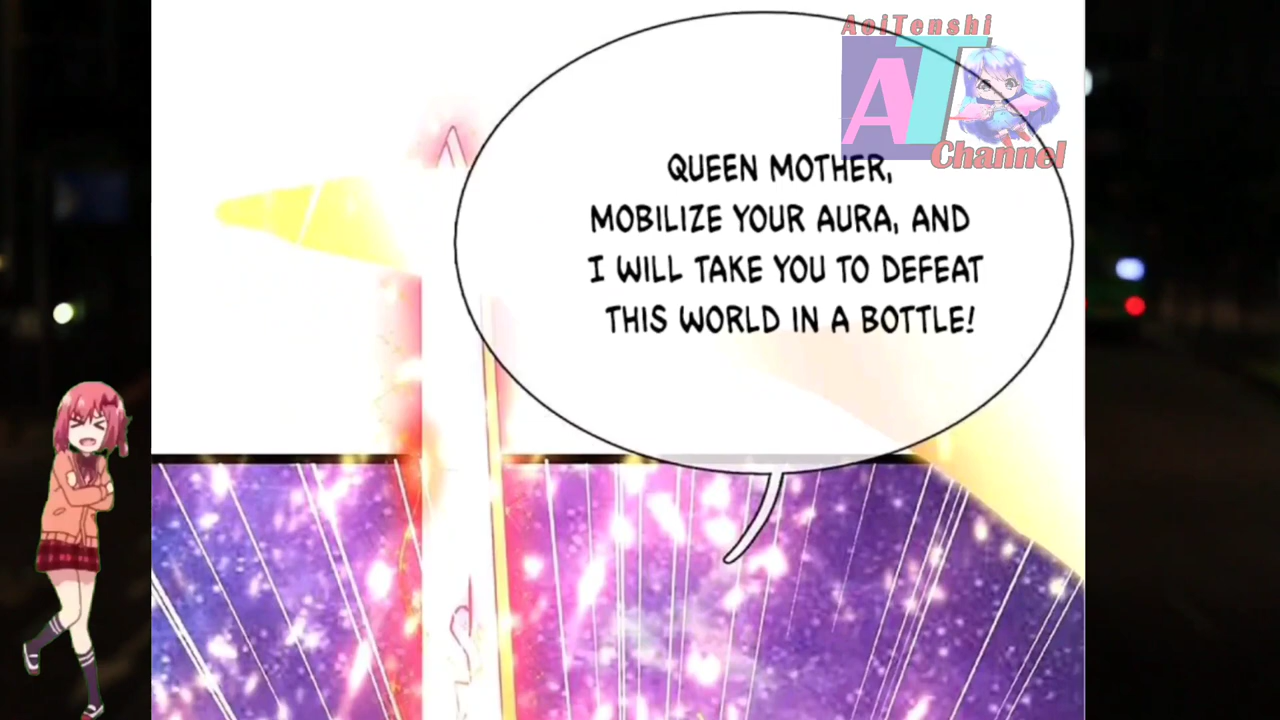 AoiTenshi
AT
Channel
QUEEN MOTHER,
MOBILIZE YOUR AURA, AND
I WILL TAKE YOU TO DEFEAT
THIS WORLD IN A BOTTLE!